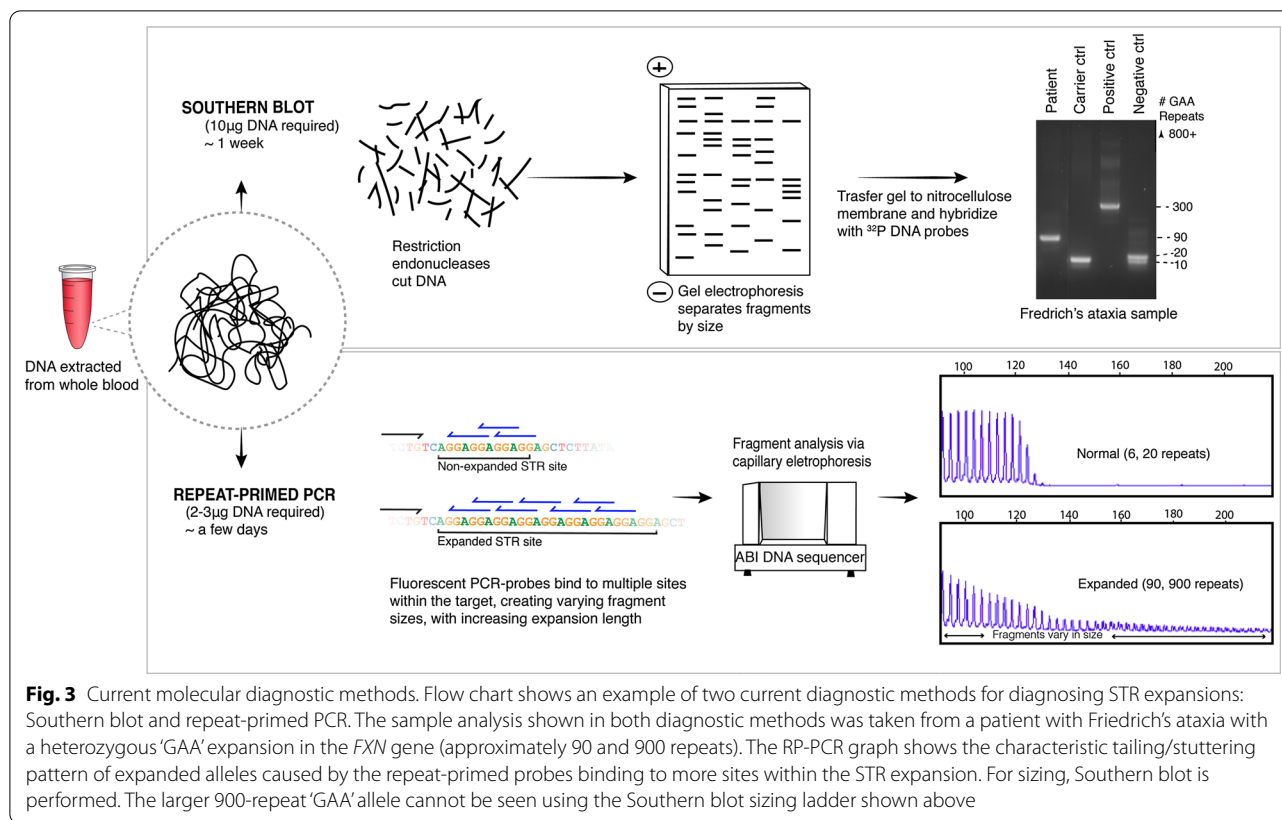 SOUTHERN BLOT
(10µg DNA required)
~ 1 week
Restriction
endonucleases
cut DNA
+
−
Gel electrophoresis
separates fragments
by size
Trasfer gel to nitrocellulose
membrane and hybridize
with ³²P DNA probes
Patient
Carrier ctrl
Positive ctrl
Negative ctrl
# GAA
Repeats
800+
300
90
20
10
Fredrich's ataxia sample
DNA extracted
from whole blood
REPEAT-PRIMED PCR
(2-3µg DNA required)
~ a few days
TCTGTCAGGAGGAGGAGGAGCTCTTATA
Non-expanded STR site
TCTGTCAGGAGGAGGAGGAGGAGGAGGAGGAGCT
Expanded STR site
Fluorescent PCR-probes bind to multiple sites
within the target, creating varying fragment
sizes, with increasing expansion length
Fragment analysis via
capillary eletrophoresis
ABI DNA sequencer
100 120 140 160 200
Normal (6, 20 repeats)
100 120 140 160 200
Expanded (90, 900 repeats)
Fragments vary in size
Fig. 3 Current molecular diagnostic methods. Flow chart shows an example of two current diagnostic methods for diagnosing STR expansions:
Southern blot and repeat-primed PCR. The sample analysis shown in both diagnostic methods was taken from a patient with Friedrich's ataxia with
a heterozygous 'GAA' expansion in the FXN gene (approximately 90 and 900 repeats). The RP-PCR graph shows the characteristic tailing/stuttering
pattern of expanded alleles caused by the repeat-primed probes binding to more sites within the STR expansion. For sizing, Southern blot is
performed. The larger 900-repeat 'GAA' allele cannot be seen using the Southern blot sizing ladder shown above